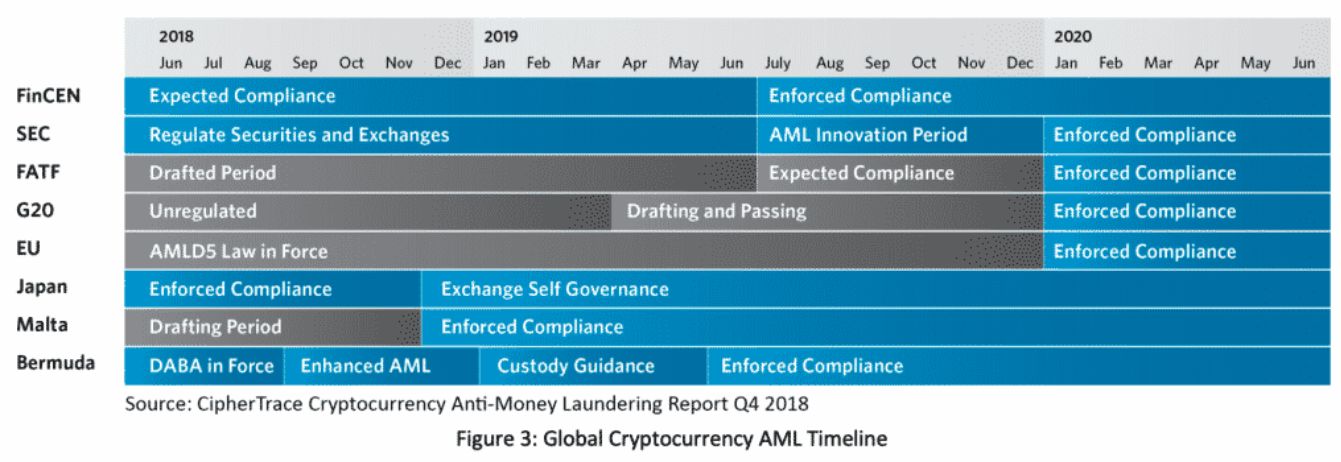 2018 2019 2020
Jun Jul Aug Sep Oct Nov Dec Jan Feb Mar Apr May Jun July Aug Sep Oct Nov Dec Jan Feb Mar Apr May Jun
FinCEN Expected Compliance Enforced Compliance
SEC Regulate Securities and Exchanges AML Innovation Period Enforced Compliance
FATF Drafted Period Expected Compliance Enforced Compliance
G20 Unregulated Drafting and Passing Enforced Compliance
EU AMLD5 Law in Force Enforced Compliance
Japan Enforced Compliance Exchange Self Governance
Malta Drafting Period Enforced Compliance
Bermuda DABA in Force Enhanced AML Custody Guidance Enforced Compliance
Source: CipherTrace Cryptocurrency Anti-Money Laundering Report Q4 2018
Figure 3: Global Cryptocurrency AML Timeline